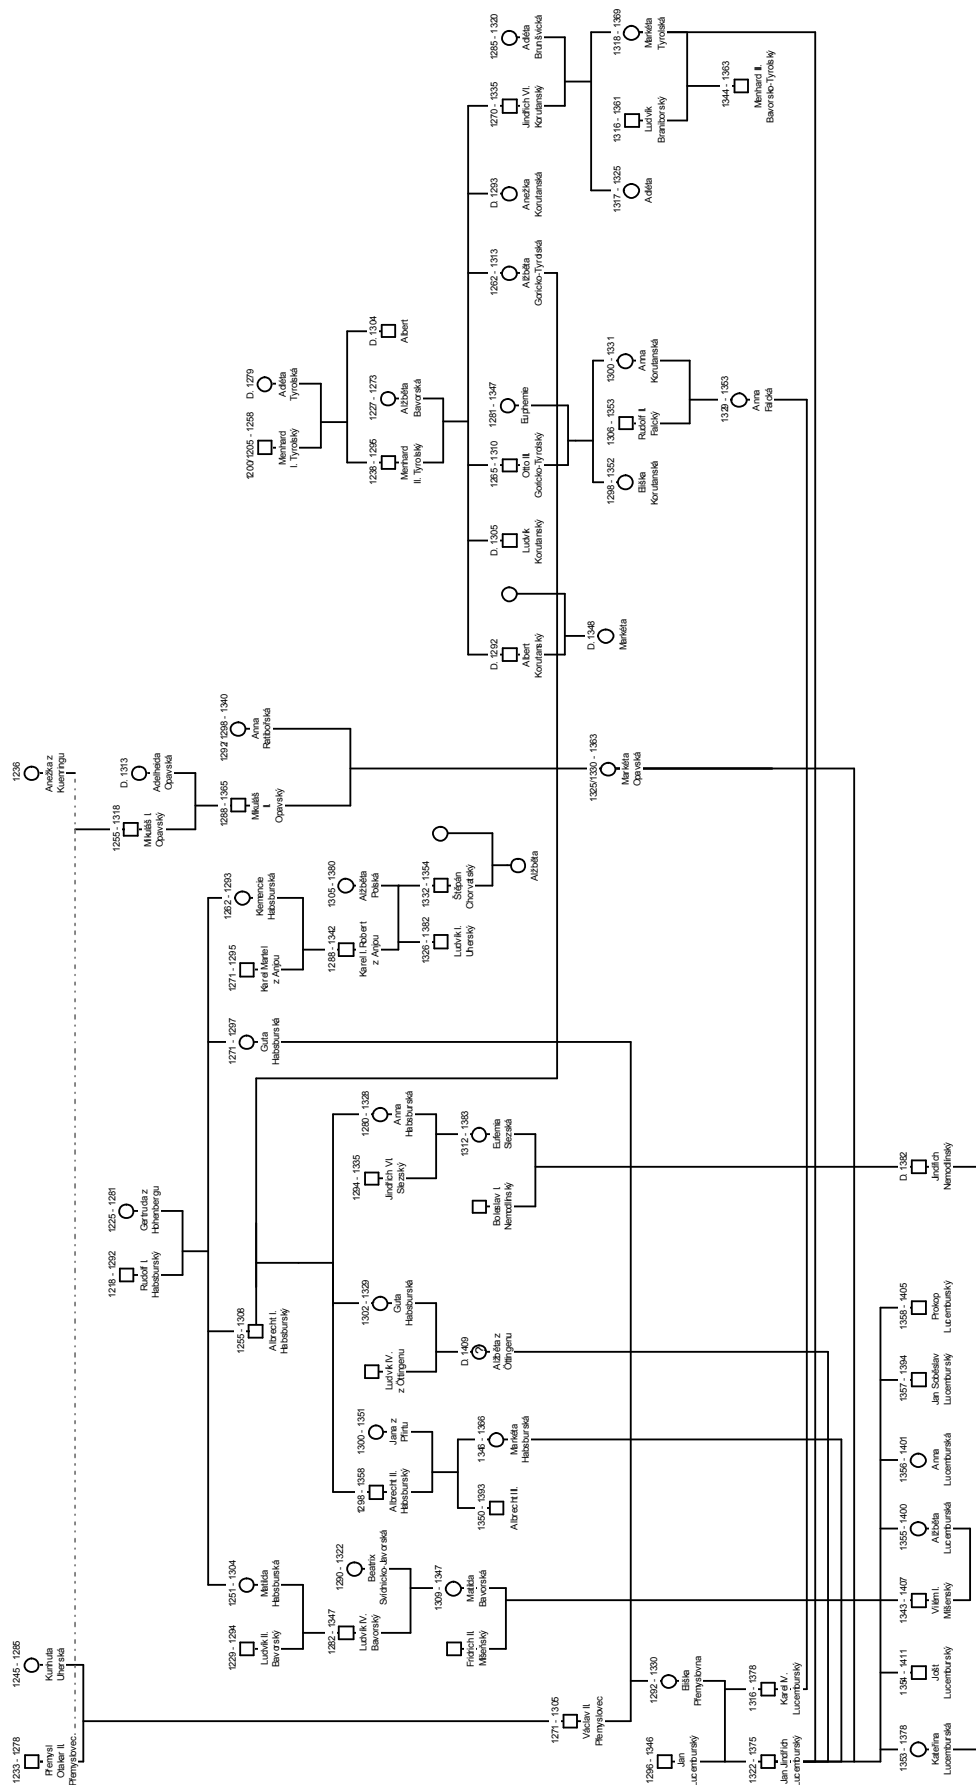 1233 - 1278
Přemysl
Otakar II.
Přemyslovec.
1245 - 1285
Kunhuta
Uherská
1236
Anežka z
Kuenringu
1255 - 1318
Mikuláš I.
Opavský
D. 1313
Adelheida
Opavská
1288 - 1365
Mikuláš
Opavský
1292/1298 - 1340
Anna
Ratibořská
1325/1330 - 1363
Markéta
Opavská
1218 - 1292
Rudolf I.
Habsburský
1225 - 1281
Gertruda z
Hohenbergu
1251 - 1304
Matilda
Habsburská
1229 - 1294
Ludvík II.
Bavorský
1255 - 1308
Albrecht I.
Habsburský
1271 - 1297
Guta
Habsburská
1271 - 1295
Karel Martel
z Anjou
1262 - 1293
Klemencie
Habsburská
1282 - 1347
Ludvík IV.
Bavorský
1290 - 1322
Beatrix
Svídnicko-Javorská
1288 - 1342
Karel I. Robert
z Anjou
1305 - 1380
Alžběta
Polská
1326 - 1382
Ludvík I.
Uherský
1332 - 1354
Štěpán
Chorvatský
Alžběta
1298 - 1358
Albrecht II.
Habsburský
1300 - 1351
Jana z
Pfirtu
Ludvík IV.
z Öttingenu
1302 - 1329
Guta
Habsburská
1294 - 1335
Jindřich VI.
Slezský
1280 - 1328
Anna
Habsburská
Fridrich II.
Míšeňský
1309 - 1347
Matilda
Bavorská
1350 - 1393
Albrecht III.
1346 - 1366
Markéta
Habsburská
D. 1409
?
Alžběta z
Öttingenu
Boleslav I.
Nemodlinský
1312 - 1383
Eufemia
Slezská
1200/1205 - 1258
Menhard
I. Tyrolský
D. 1279
Adléta
Tyrolská
1238 - 1295
Menhard
II. Tyrolský
1227 - 1273
Alžběta
Bavorská
D. 1304
Albert
D. 1292
Albert
Korutanský
D. 1305
Ludvík
Korutanský
1265 - 1310
Otto III.
Goricko-Tyrolský
1281 - 1347
Euphemie
1262 - 1313
Alžběta
Goricko-Tyrolská
D. 1293
Anežka
Korutanská
1270 - 1335
Jindřich VI.
Korutanský
1285 - 1320
Adléta
Brunšvická
D. 1348
Markéta
1298 - 1352
Eliška
Korutanská
1306 - 1353
Rudolf II.
Falcký
1300 - 1331
Anna
Korutanská
1317 - 1325
Adléta
1316 - 1361
Ludvík
Braniborský
1318 - 1369
Markéta
Tyrolská
1329 - 1353
Anna
Falcká
1344 - 1363
Menhard III.
Bavorsko-Tyrolský
1271 - 1305
Václav II.
Přemyslovec
1296 - 1346
Jan
Lucemburský
1292 - 1330
Eliška
Přemyslovna
1322 - 1375
Jan Jindřich
Lucemburský
1316 - 1378
Karel IV.
Lucemburský
1353 - 1378
Kateřina
Lucemburská
1354 - 1411
Jošt
Lucemburský
1343 - 1407
Vilém I.
Míšenský
1355 - 1400
Alžběta
Lucemburská
1356 - 1401
Anna
Lucemburská
1357 - 1394
Jan Soběslav
Lucemburský
1358 - 1405
Prokop
Lucemburský
D. 1382
Jindřich
Nemodlinský